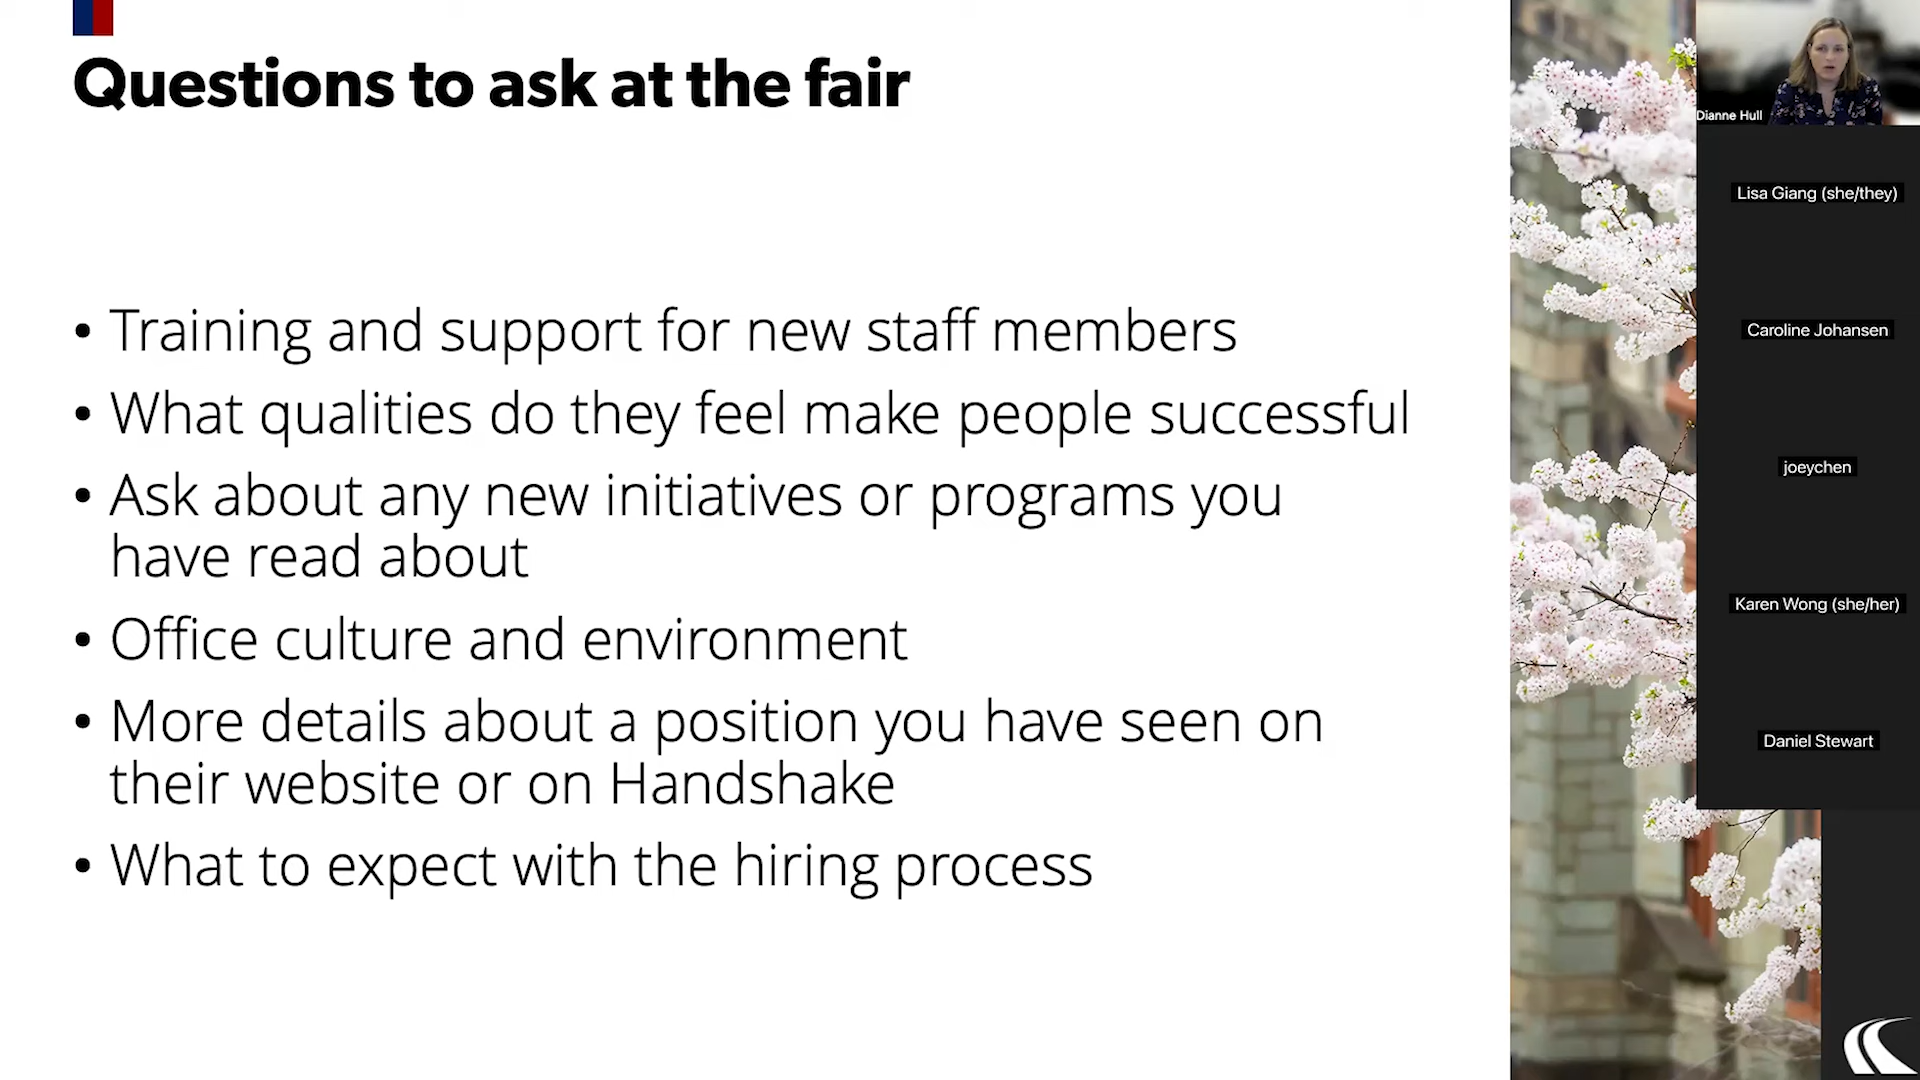 Questions to ask at the fair
• Training and support for new staff members
• What qualities do they feel make people successful
• Ask about any new initiatives or programs you
have read about
• Office culture and environment
• More details about a position you have seen on
their website or on Handshake
• What to expect with the hiring process
Dianne Hull
Lisa Giang (she/they)
Caroline Johansen
joeychen
Karen Wong (she/her)
Daniel Stewart